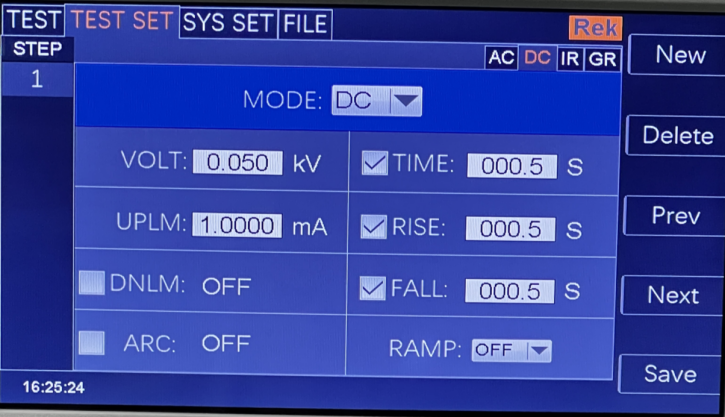 TEST TEST SET SYS SET FILE Rek
STEP AC DC IR GR New
1
MODE: DC
Delete
VOLT: 0.050 kV TIME: 000.5 S
UPLM: 1.0000 mA RISE: 000.5 S Prev
DNLM: OFF FALL: 000.5 S Next
ARC: OFF RAMP: OFF
Save
16:25:24